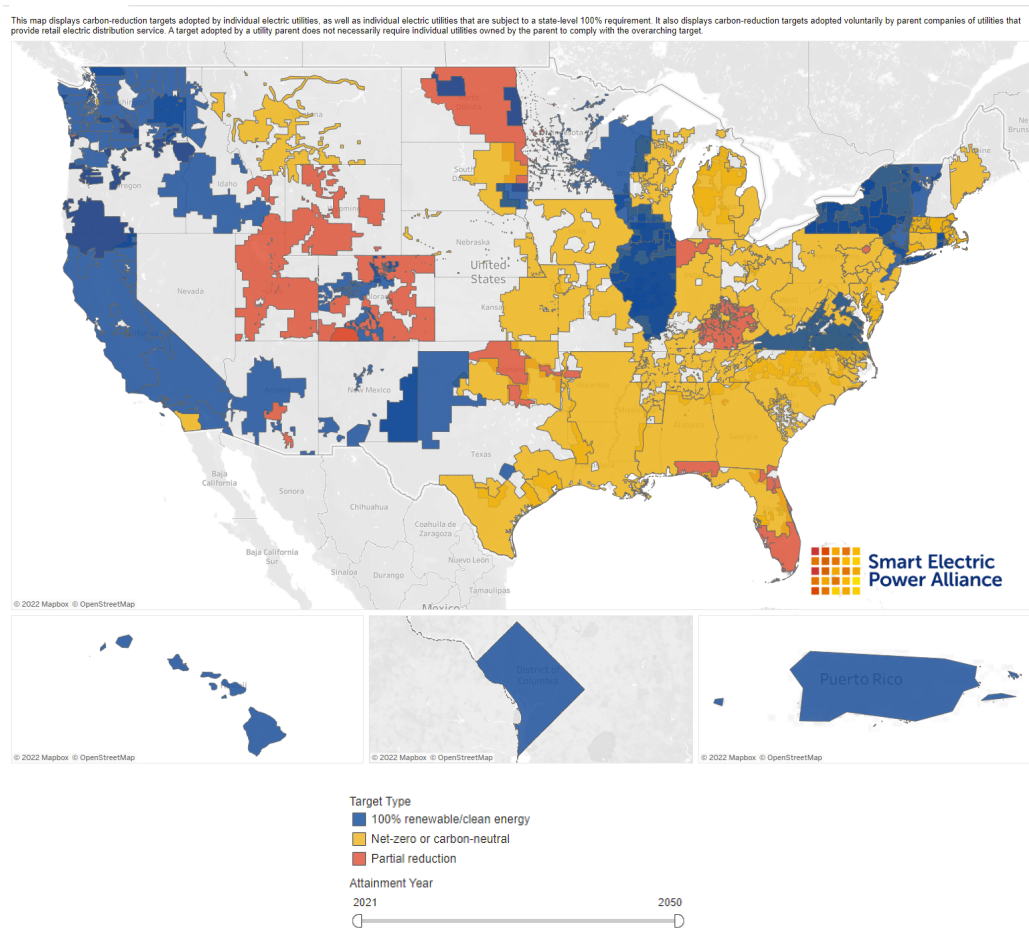 This map displays carbon-reduction targets adopted by individual electric utilities, as well as individual electric utilities that are subject to a state-level 100% requirement. It also displays carbon-reduction targets adopted voluntarily by parent companies of utilities that
provide retail electric distribution service. A target adopted by a utility parent does not necessarily require individual utilities owned by the parent to comply with the overarching target.
Idaho
Nevada
Nebraska
United
States
New Mexico
Texas
Baja
California
Sonora
Chihuahua
Coahuila de
Zaragoza
Baja California
Sur
Nuevo León
Sinaloa
Durango
Tamaulipas
Mexico
Smart Electric
Power Alliance
© 2022 Mapbox © OpenStreetMap
District of
Columbia
Puerto Rico
© 2022 Mapbox © OpenStreetMap
© 2022 Mapbox © OpenStreetMap
© 2022 Mapbox © OpenStreetMap
Target Type
100% renewable/clean energy
Net-zero or carbon-neutral
Partial reduction
Attainment Year
2021 2050